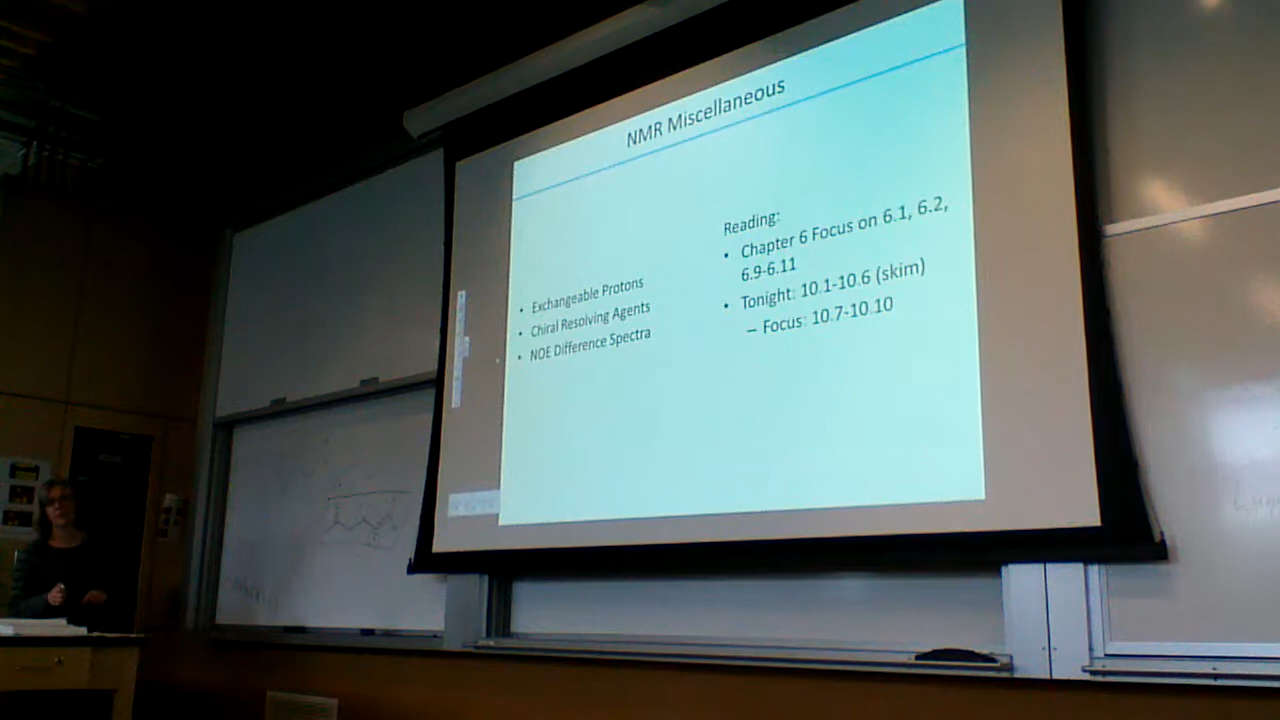 NMR Miscellaneous
• Exchangeable Protons
• Chiral Resolving Agents
• NOE Difference Spectra
Reading:
• Chapter 6 Focus on 6.1, 6.2,
6.9-6.11
• Tonight: 10.1-10.6 (skim)
– Focus: 10.7-10.10